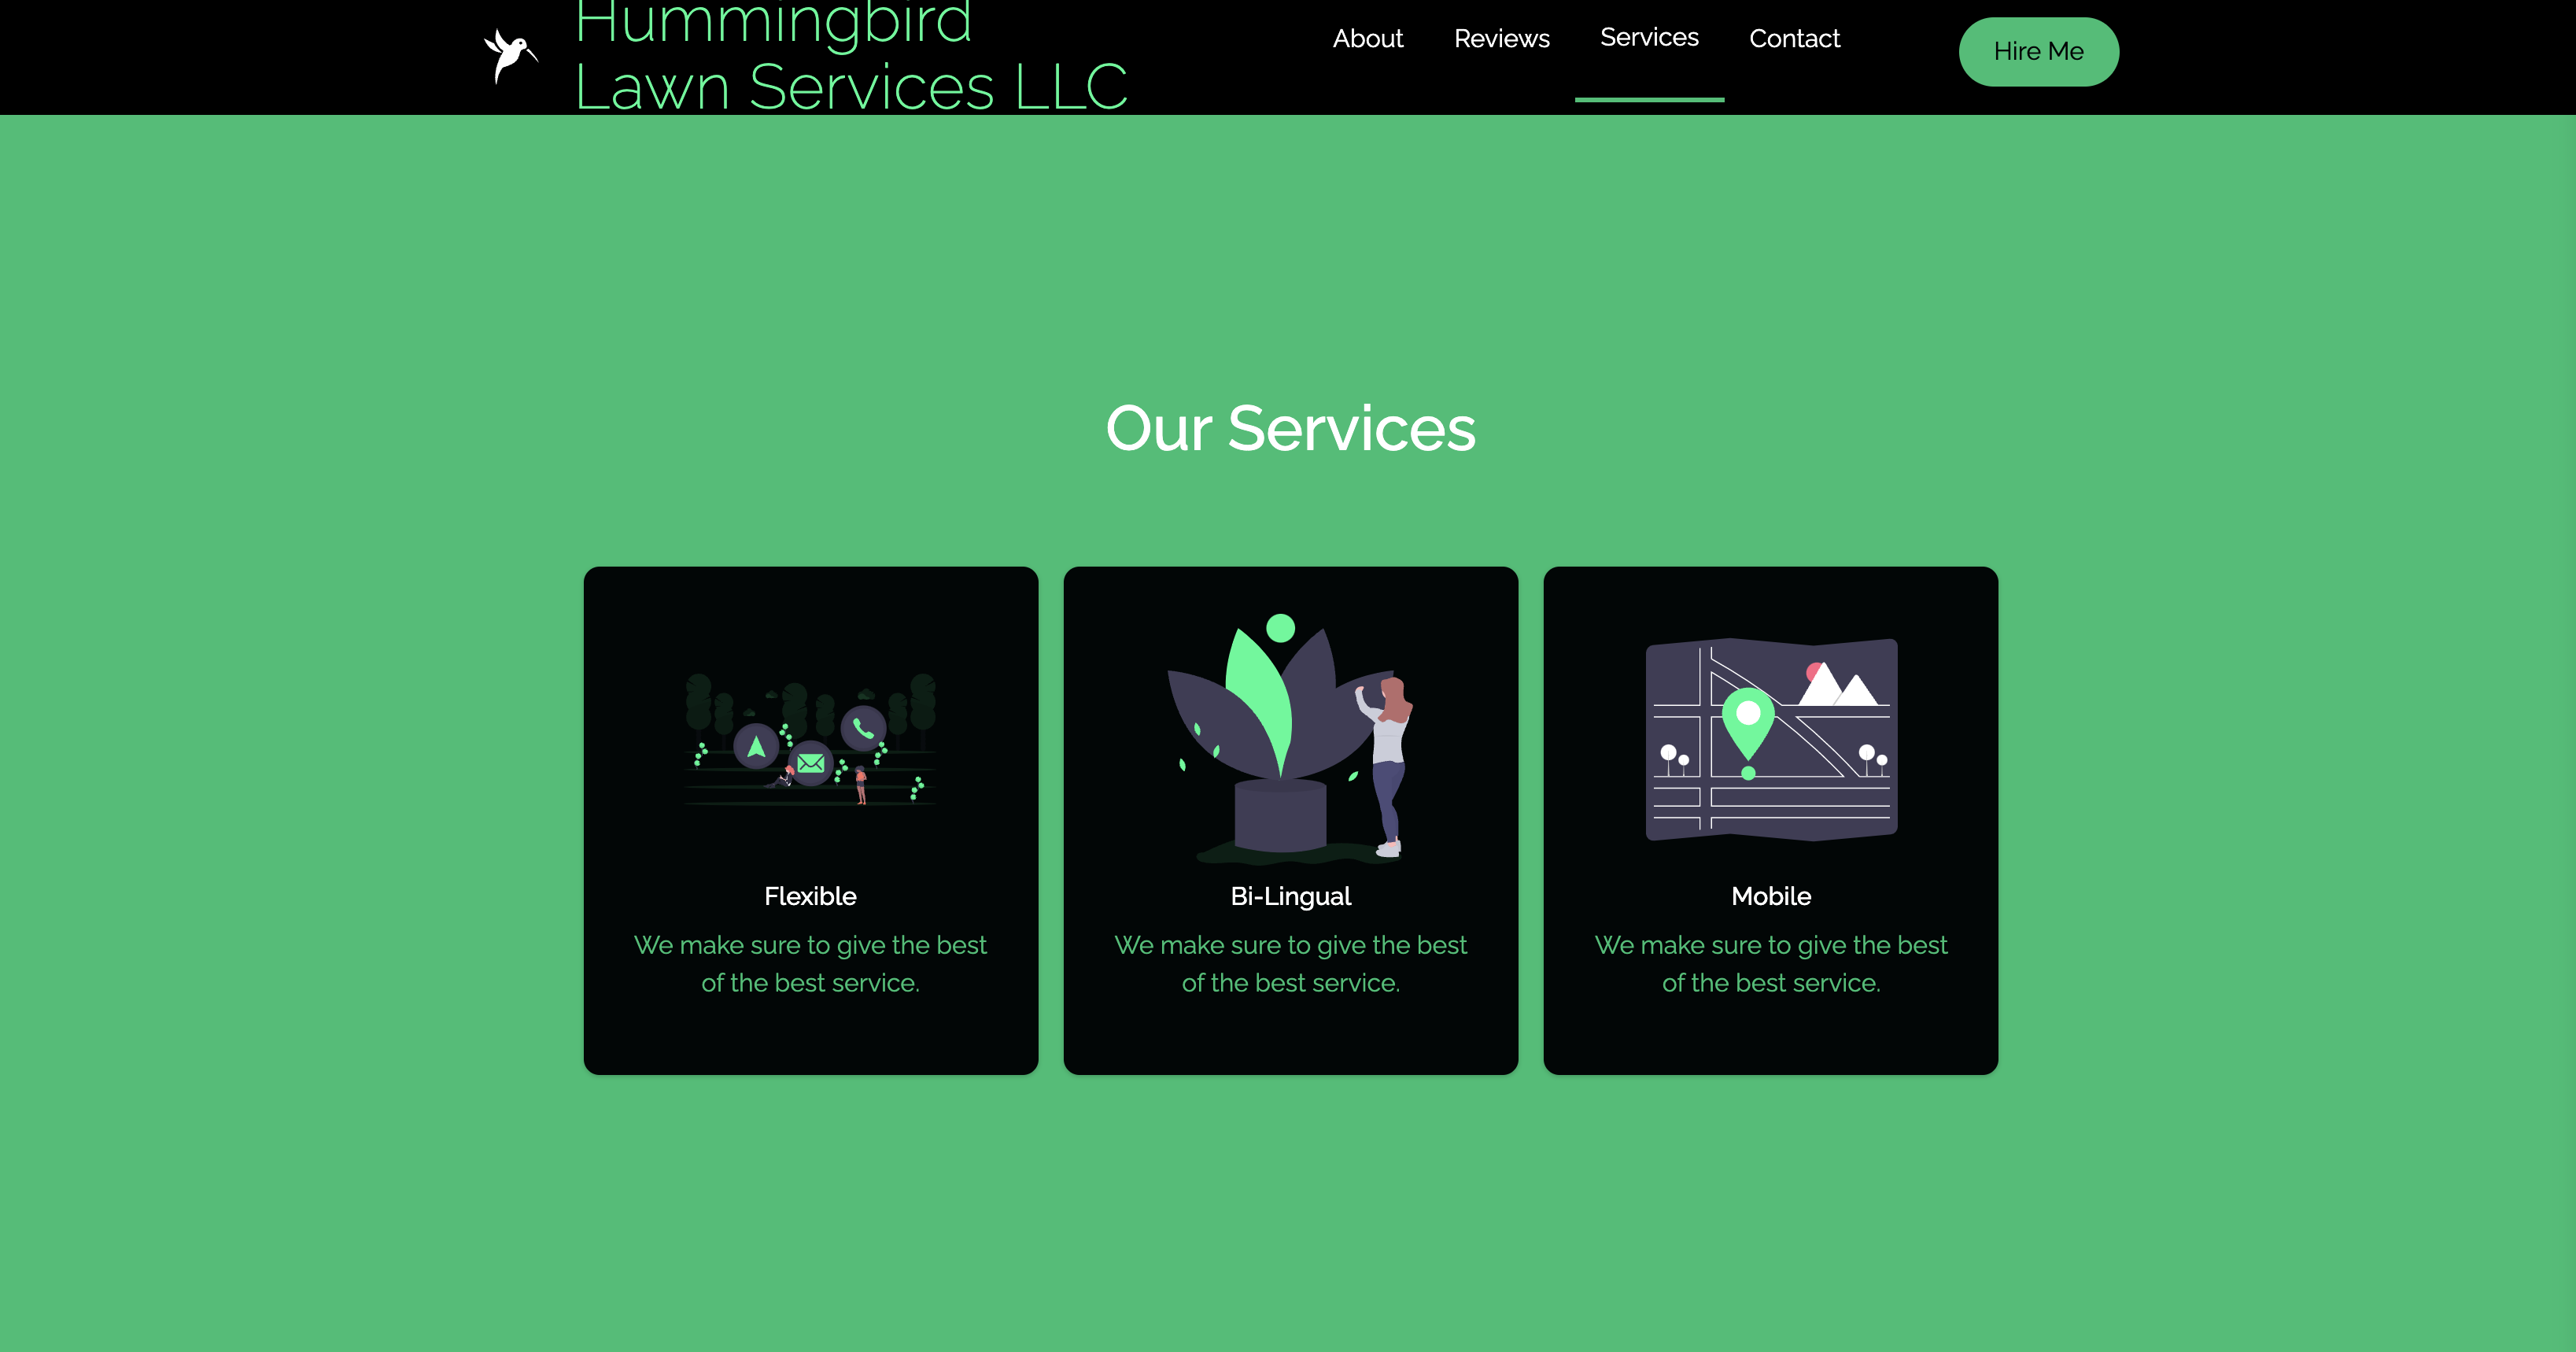 Hummingbird
Lawn Services LLC
About
Reviews
Services
Contact
Hire Me
Our Services
Flexible
We make sure to give the best
of the best service.
Bi-Lingual
We make sure to give the best
of the best service.
Mobile
We make sure to give the best
of the best service.